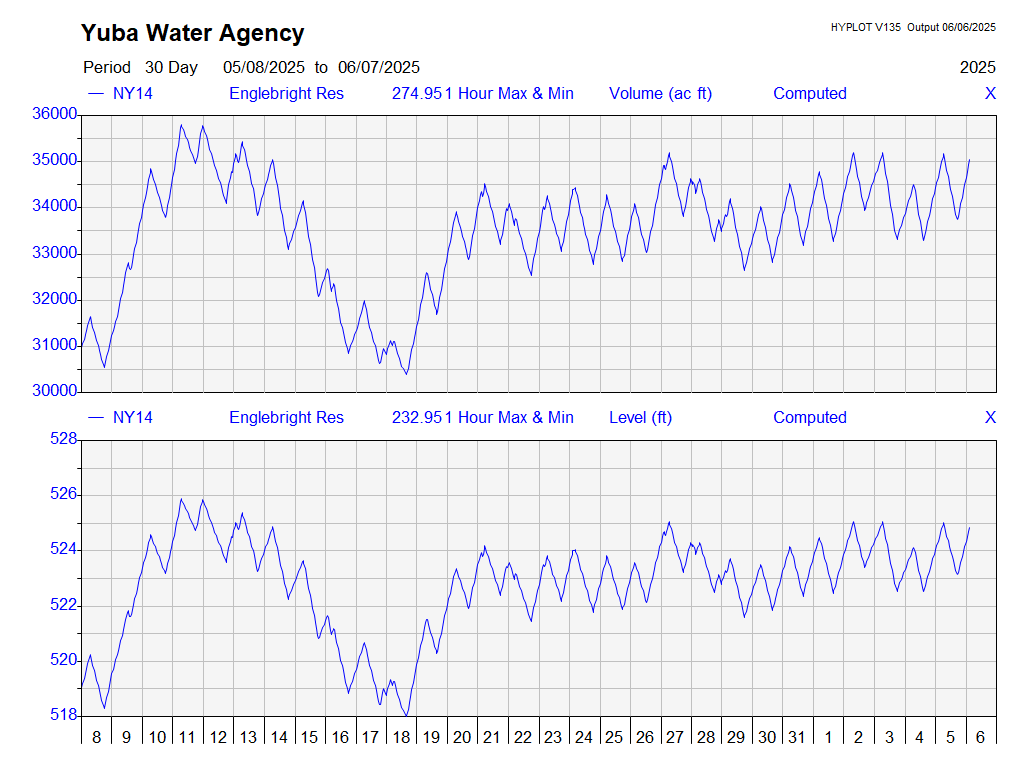 Yuba Water Agency
HYPLOT V135 Output 06/06/2025
Period 30 Day 05/08/2025 to 06/07/2025 2025
— NY14 Englebright Res 274.951 Hour Max & Min Volume (ac ft) Computed X
36000
35000
34000
33000
32000
31000
30000
— NY14 Englebright Res 232.951 Hour Max & Min Level (ft) Computed X
528
526
524
522
520
518
8 9 10 11 12 13 14 15 16 17 18 19 20 21 22 23 24 25 26 27 28 29 30 31 1 2 3 4 5 6